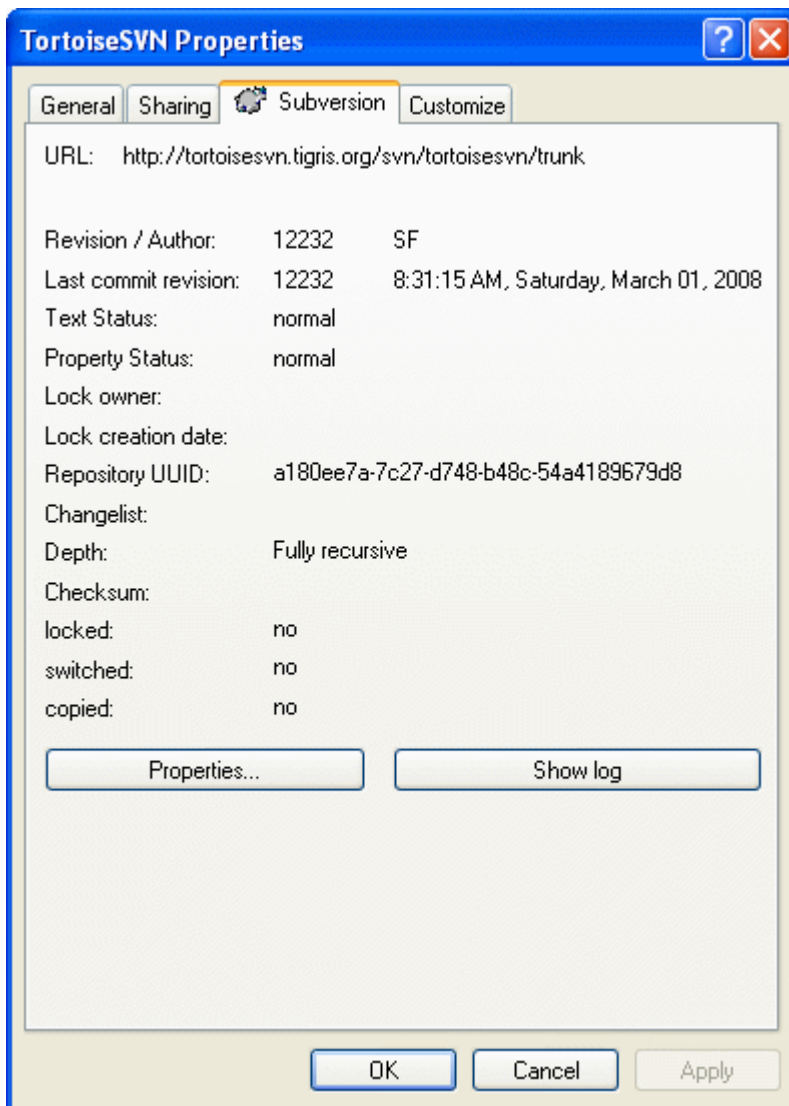 TortoiseSVN Properties
General Sharing Subversion Customize
URL: http://tortoisesvn.tigris.org/svn/tortoisesvn/trunk
Revision / Author: 12232 SF
Last commit revision: 12232 8:31:15 AM, Saturday, March 01, 2008
Text Status: normal
Property Status: normal
Lock owner:
Lock creation date:
Repository UUID: a180ee7a-7c27-d748-b48c-54a4189679d8
Changelist:
Depth: Fully recursive
Checksum:
locked: no
switched: no
copied: no
Properties... Show log
OK Cancel Apply